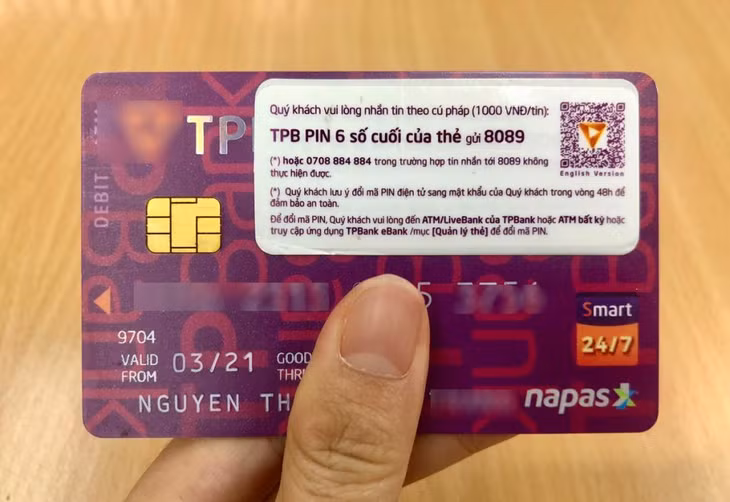 TP
DEBIT
Quý khách vui lòng nhắn tin theo cú pháp (1000 VNĐ/tin):
TPB PIN 6 số cuối của thẻ gửi 8089
(*) hoặc 0708 884 884 trong trường hợp tin nhắn tới 8089 không
thực hiện được.
(*) Quý khách lưu ý đổi mã PIN điện tử sang mật khẩu của Quý khách trong vòng 48h để
đảm bảo an toàn.
Để đổi mã PIN, Quý khách vui lòng đến ATM/LiveBank của TPBank hoặc ATM bất kỳ hoặc
truy cập ứng dụng TPBank eBank /mục [Quản lý thẻ] để đổi mã PIN.
English Version
Smart
24/7
9704
VALID FROM 03/21 GOOD
NGUYEN TH
napas